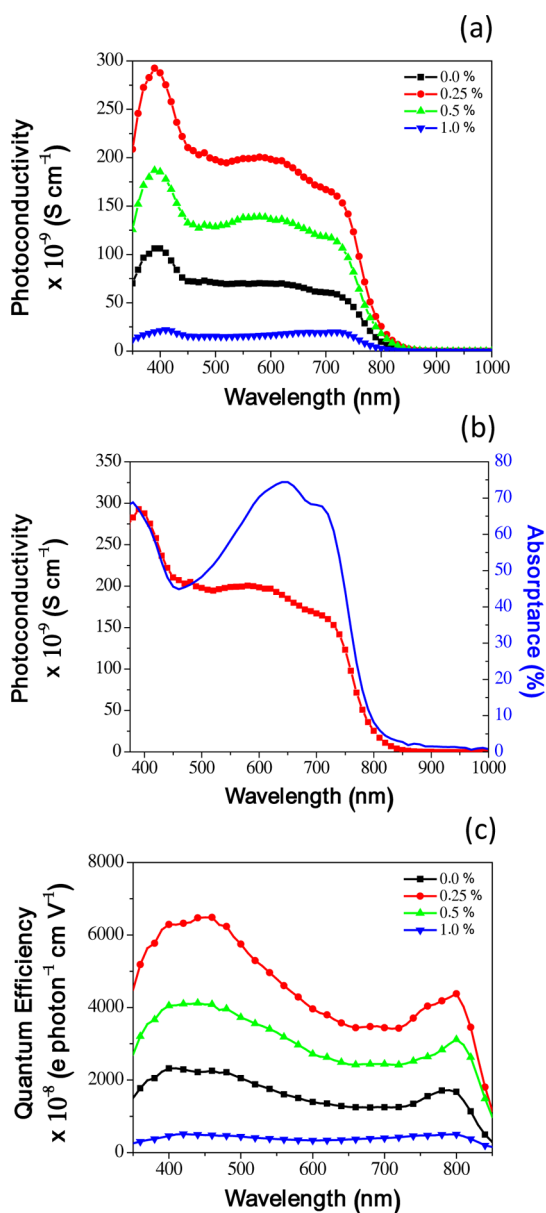 (a)
300
250
200
150
100
50
0
400 500 600 700 800 900 1000
Photoconductivity
x 10⁻⁹ (S cm⁻¹)
Wavelength (nm)
0.0 %
0.25 %
0.5 %
1.0 %
(b)
350
300
250
200
150
100
50
0
400 500 600 700 800 900 1000
80
70
60
50
40
30
20
10
0
Photoconductivity
x 10⁻⁹ (S cm⁻¹)
Absorptance (%)
Wavelength (nm)
(c)
8000
6000
4000
2000
0
400 500 600 700 800
Quantum Efficiency
x 10⁻⁸ (e photon⁻¹ cm V⁻¹)
Wavelength (nm)
0.0 %
0.25 %
0.5 %
1.0 %